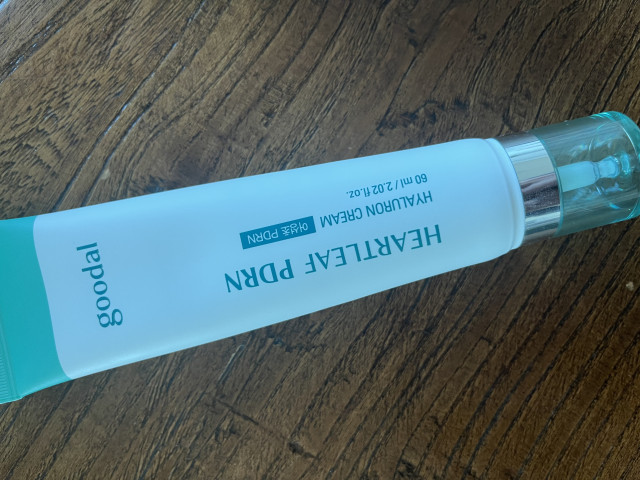 HEARTLEAF PDRN
HYALURON CREAM 어성초 PDRN
60 ml / 2.02 fl.oz.
goodal